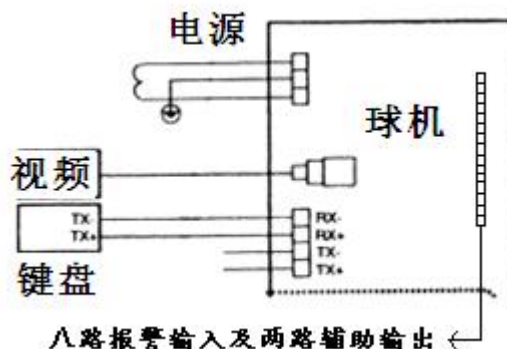 电源
球机
视频
TX-
TX+
键盘
RX-
RX+
TX-
TX+
八路报警输入及两路辅助输出